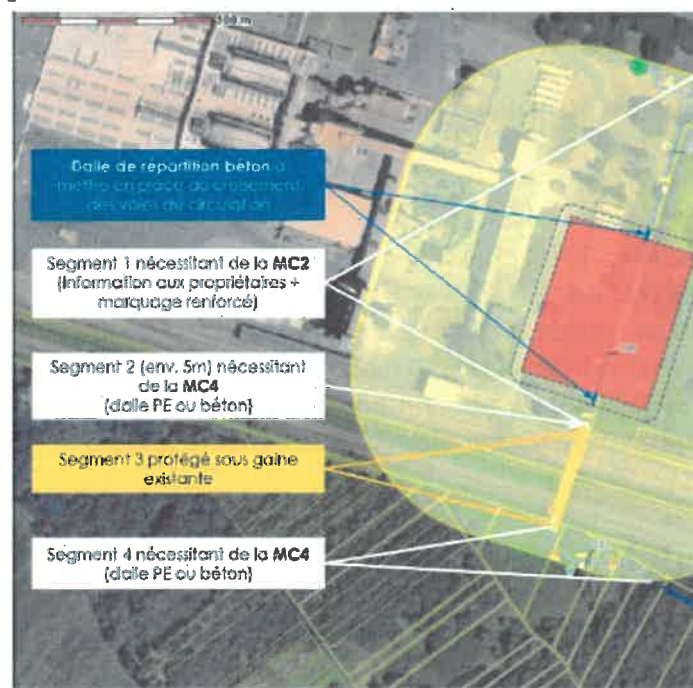 100 m
Dalle de répartition béton à
mettre en place au croisement
des voies de circulation
Segment 1 nécessitant de la MC2
(Information aux propriétaires +
marquage renforcé)
Segment 2 (env. 5m) nécessitant
de la MC4
(dalle PE ou béton)
Segment 3 protégé sous gaine
existante
Segment 4 nécessitant de la MC4
(dalle PE ou béton)